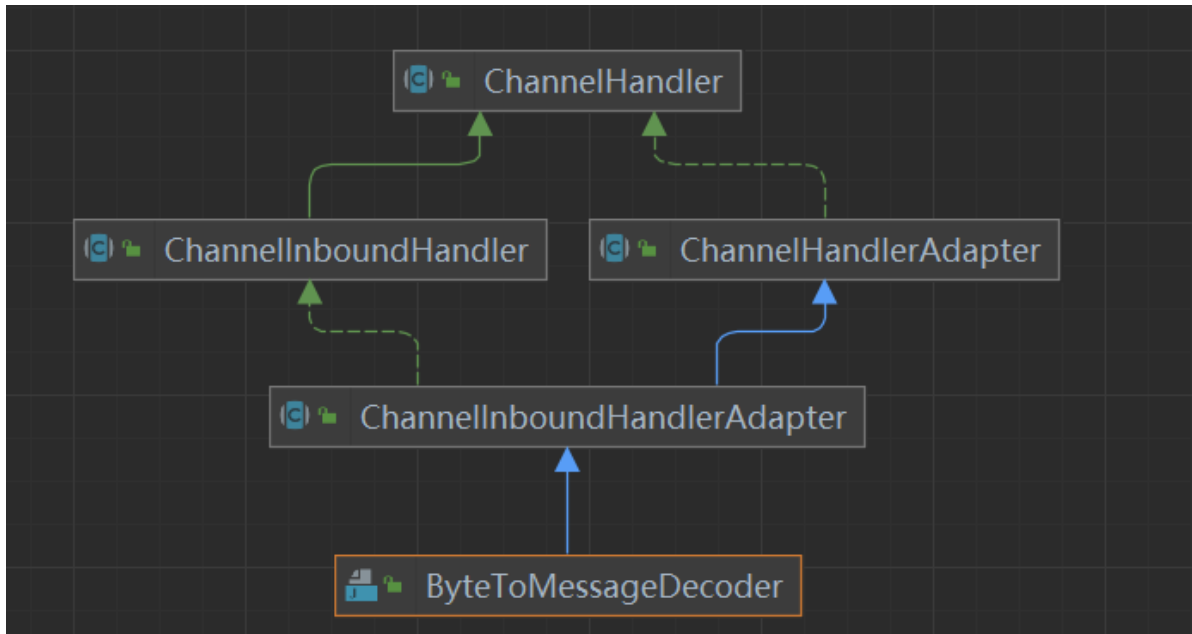 ChannelHandler
ChannelInboundHandler
ChannelHandlerAdapter
ChannelInboundHandlerAdapter
ByteToMessageDecoder